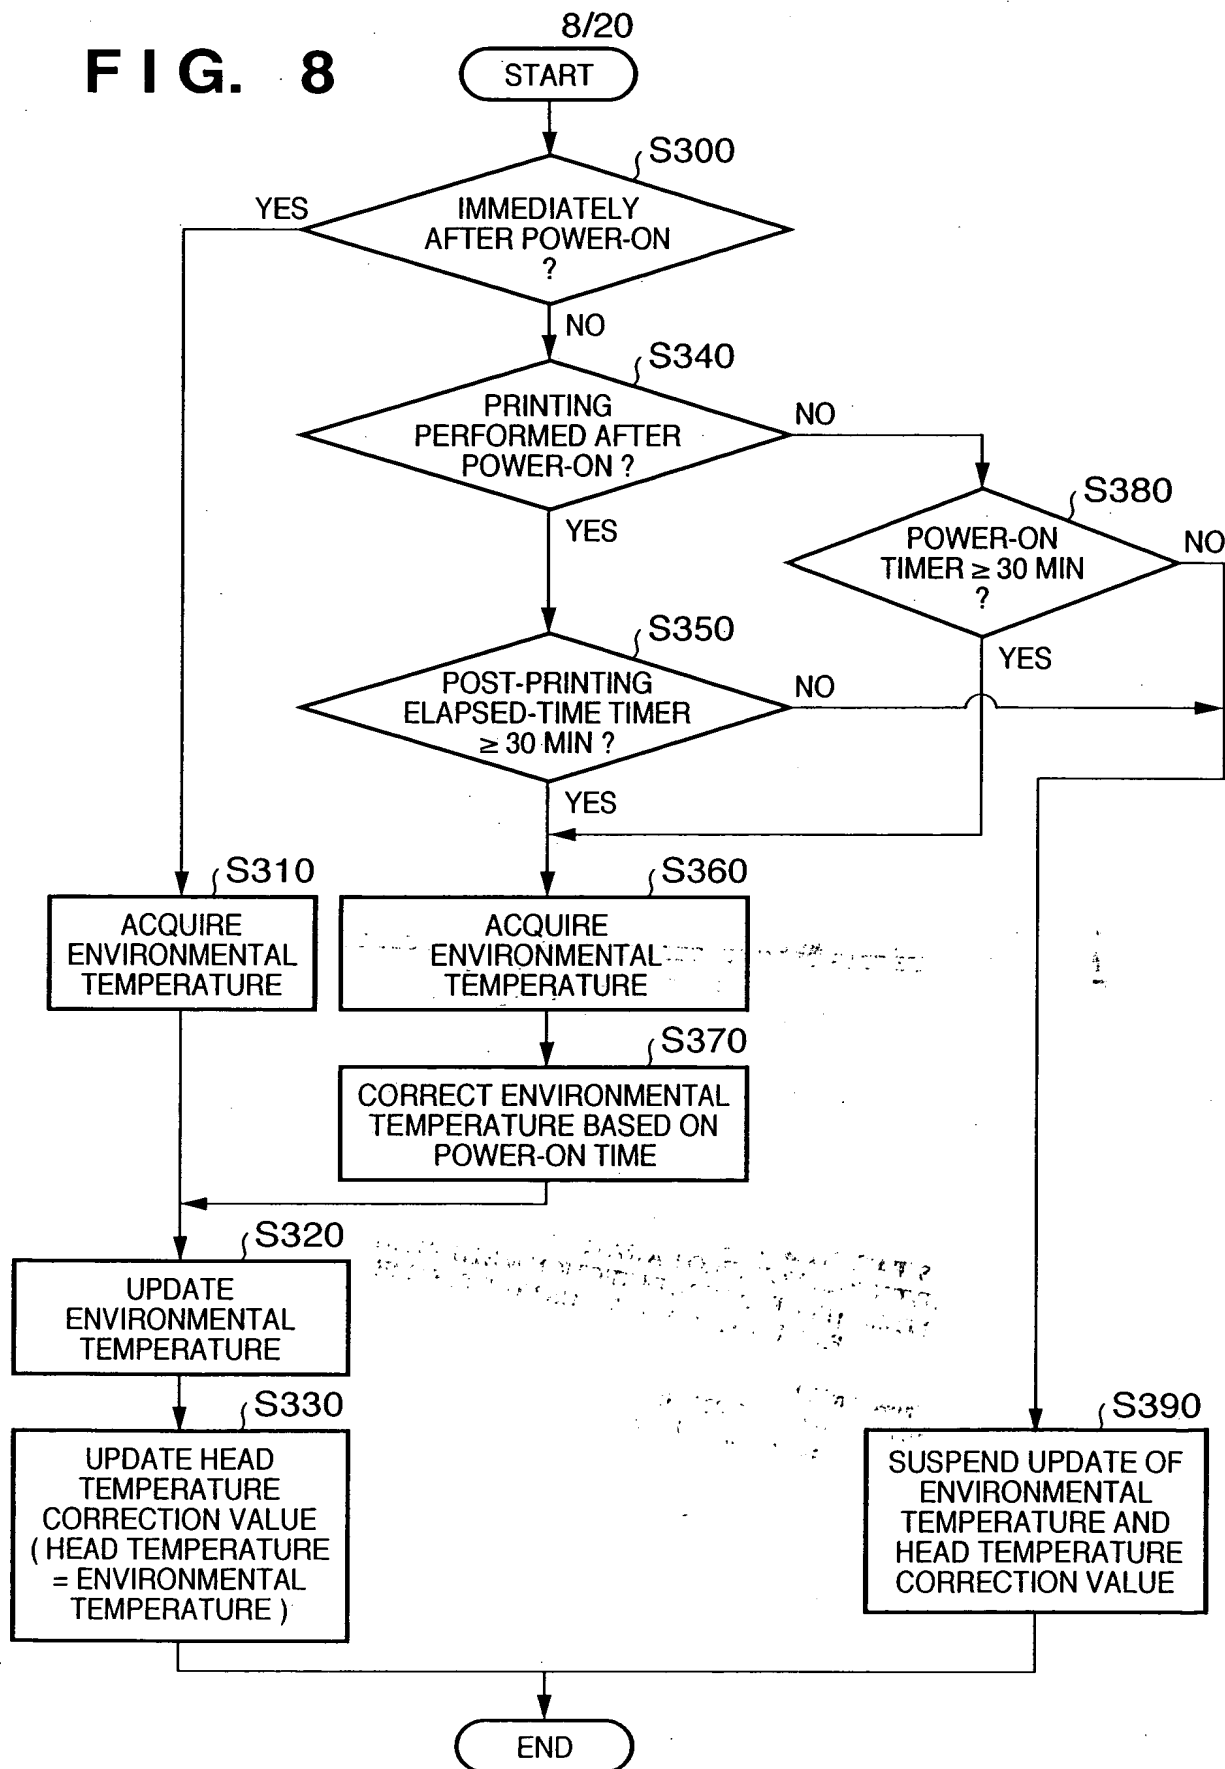 8/20
FIG. 8
START
S300
IMMEDIATELY
AFTER POWER-ON
?
YES
NO
S340
PRINTING
PERFORMED AFTER
POWER-ON ?
NO
YES
S380
POWER-ON
TIMER ≥ 30 MIN
?
NO
YES
S350
POST-PRINTING
ELAPSED-TIME TIMER
≥ 30 MIN ?
NO
YES
S310
ACQUIRE
ENVIRONMENTAL
TEMPERATURE
S360
ACQUIRE
ENVIRONMENTAL
TEMPERATURE
S370
CORRECT ENVIRONMENTAL
TEMPERATURE BASED ON
POWER-ON TIME
S320
UPDATE
ENVIRONMENTAL
TEMPERATURE
S330
UPDATE HEAD
TEMPERATURE
CORRECTION VALUE
( HEAD TEMPERATURE
= ENVIRONMENTAL
TEMPERATURE )
S390
SUSPEND UPDATE OF
ENVIRONMENTAL
TEMPERATURE AND
HEAD TEMPERATURE
CORRECTION VALUE
END